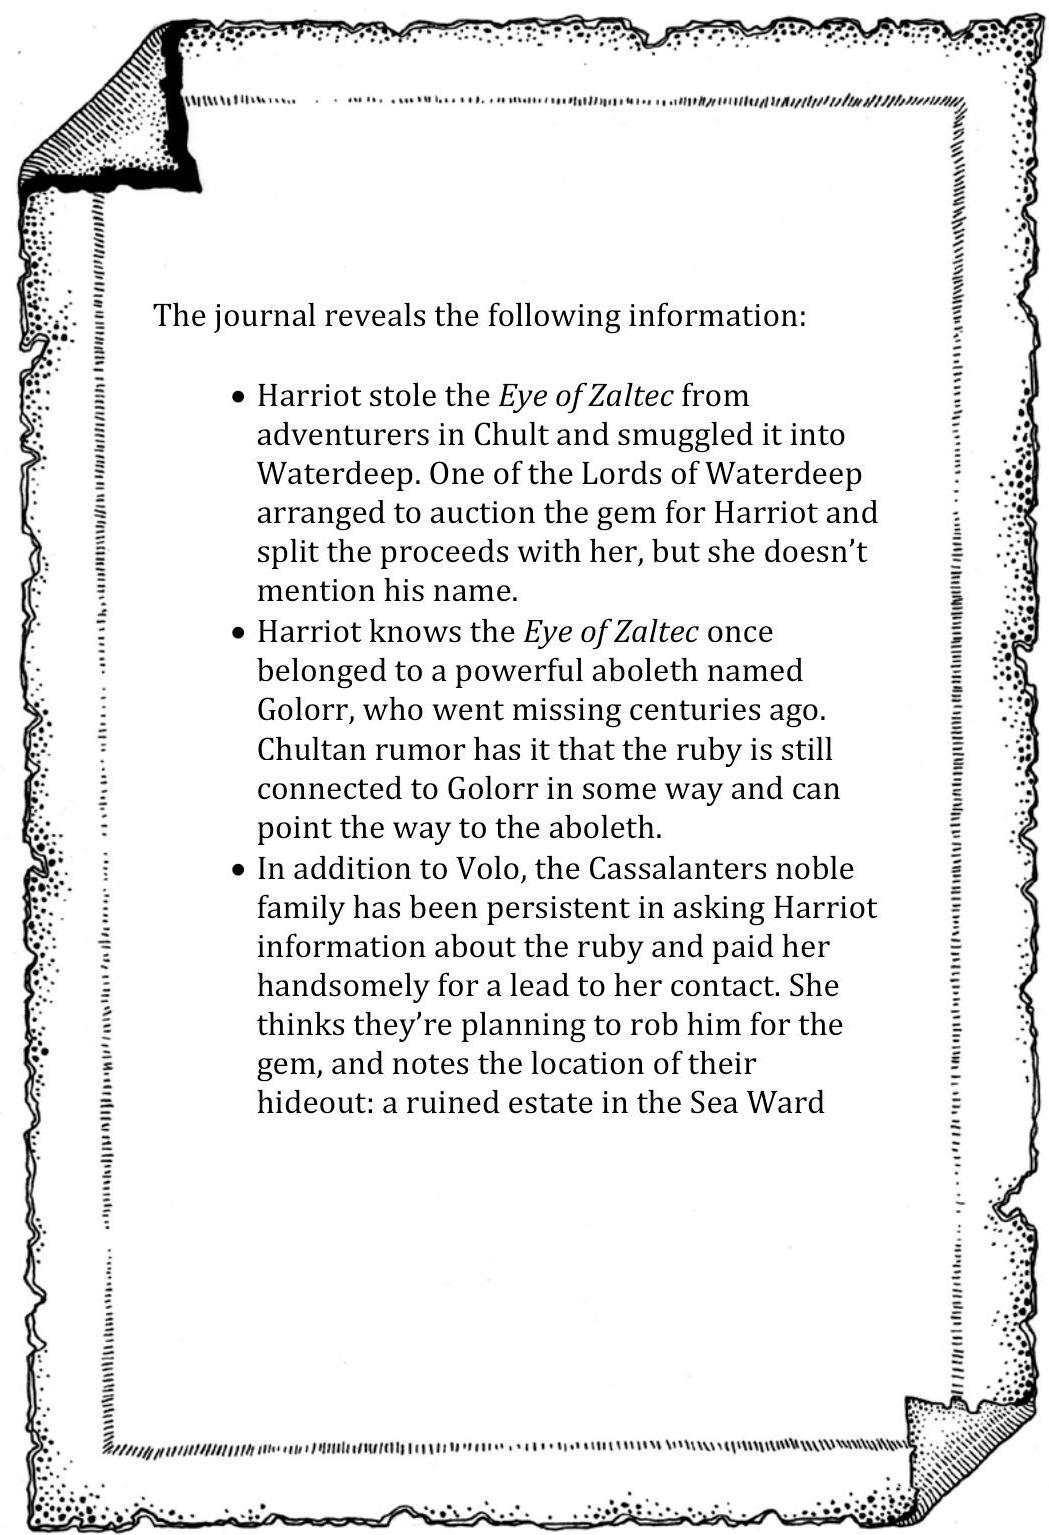 The journal reveals the following information:
• Harriot stole the Eye of Zaltec from
adventurers in Chult and smuggled it into
Waterdeep. One of the Lords of Waterdeep
arranged to auction the gem for Harriot and
split the proceeds with her, but she doesn’t
mention his name.
• Harriot knows the Eye of Zaltec once
belonged to a powerful aboleth named
Golorr, who went missing centuries ago.
Chultan rumor has it that the ruby is still
connected to Golorr in some way and can
point the way to the aboleth.
• In addition to Volo, the Cassalanters noble
family has been persistent in asking Harriot
information about the ruby and paid her
handsomely for a lead to her contact. She
thinks they’re planning to rob him for the
gem, and notes the location of their
hideout: a ruined estate in the Sea Ward